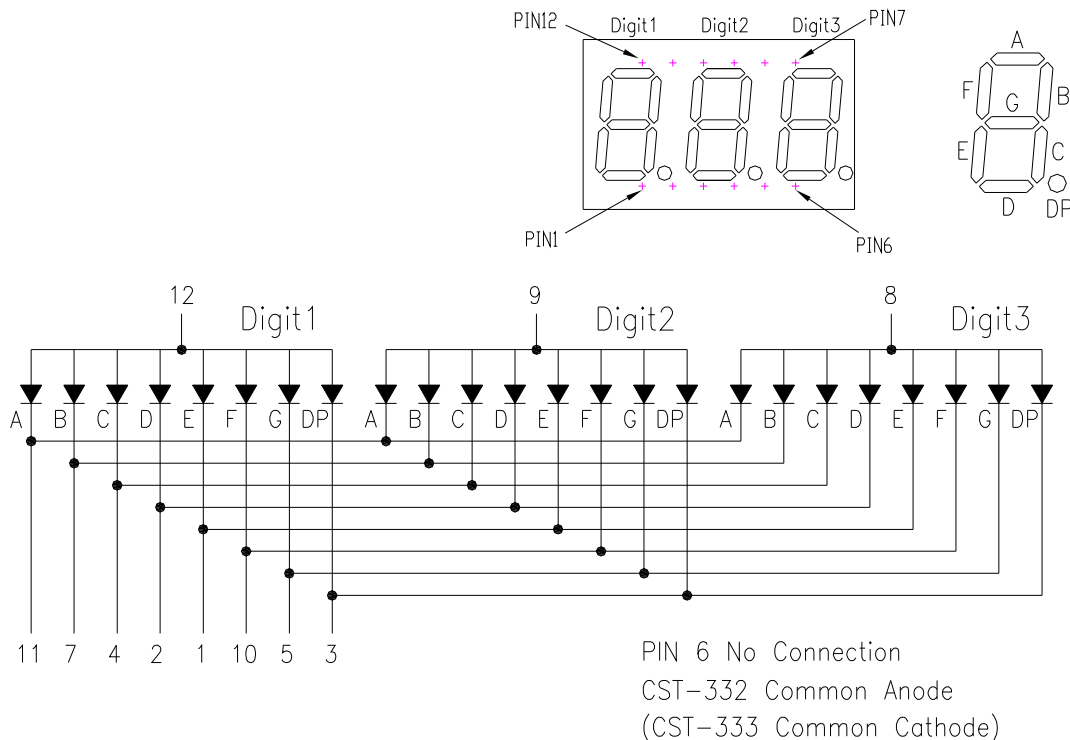 PIN12 Digit1 Digit2 Digit3 PIN7
A
F B
G
E C
D DP
PIN1 PIN6
12 Digit1 9 Digit2 8 Digit3
A B C D E F G DP A B C D E F G DP A B C D E F G DP
11 7 4 2 1 10 5 3
PIN 6 No Connection
CST-332 Common Anode
(CST-333 Common Cathode)